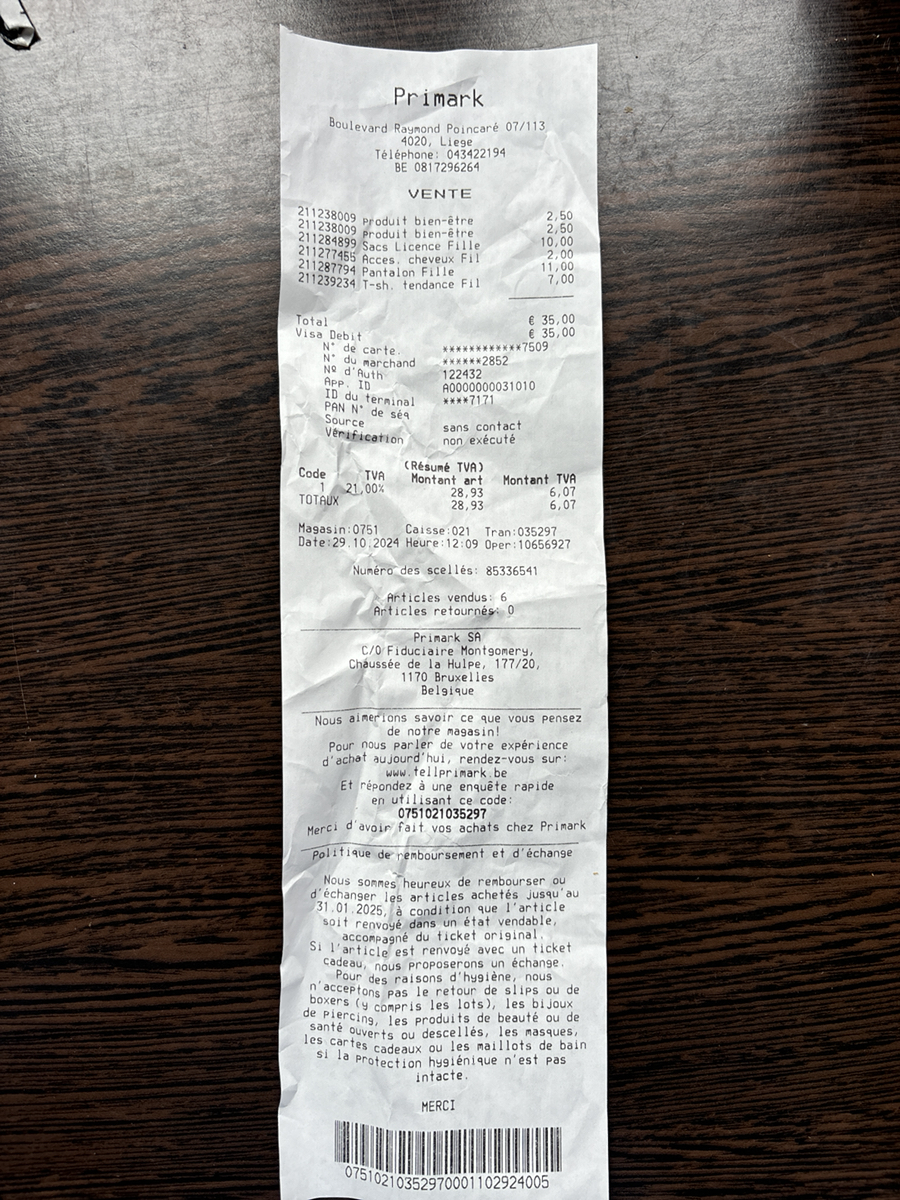 Primark
Boulevard Raymond Poincaré 07/113
4020, Liege
Téléphone: 043422194
BE 0817296264
VENTE
211238009 Produit bien-être 2,50
211238009 Produit bien-être 2,50
211284899 Sacs Licence Fille 10,00
211277455 Acces. cheveux Fil 2,00
211287794 Pantalon Fille 11,00
211239234 T-sh. tendance Fil 7,00
Total € 35,00
Visa Debit € 35,00
N° de carte. ************7509
N° du marchand ******2852
Nº d'Auth 122432
App. ID A0000000031010
ID du terminal ****7171
PAN N° de séq
Source sans contact
Vérification non exécuté
(Résumé TVA)
Code TVA Montant art Montant TVA
1 21,00% 28,93 6,07
TOTAUX 28,93 6,07
Magasin:0751 Caisse:021 Tran:035297
Date:29.10.2024 Heure:12:09 Oper:10656927
Numéro des scellés: 85336541
Articles vendus: 6
Articles retournés: 0
Primark SA
C/O Fiduciaire Montgomery,
Chaussée de la Hulpe, 177/20,
1170 Bruxelles
Belgique
Nous aimerions savoir ce que vous pensez
de notre magasin!
Pour nous parler de votre expérience
d'achat aujourd'hui, rendez-vous sur:
www.tellprimark.be
Et répondez à une enquête rapide
en utilisant ce code:
0751021035297
Merci d'avoir fait vos achats chez Primark
Politique de remboursement et d'échange
Nous sommes heureux de rembourser ou
d'échanger les articles achetés jusqu'au
31.01.2025, à condition que l'article
soit renvoyé dans un état vendable,
accompagné du ticket original.
Si l'article est renvoyé avec un ticket
cadeau, nous proposerons un échange.
Pour des raisons d'hygiène, nous
n'acceptons pas le retour de slips ou de
boxers (y compris les lots), les bijoux
de piercing, les produits de beauté ou de
santé ouverts ou descellés, les masques,
les cartes cadeaux ou les maillots de bain
si la protection hygiénique n'est pas
intacte.
MERCI
07510210352970001102924005